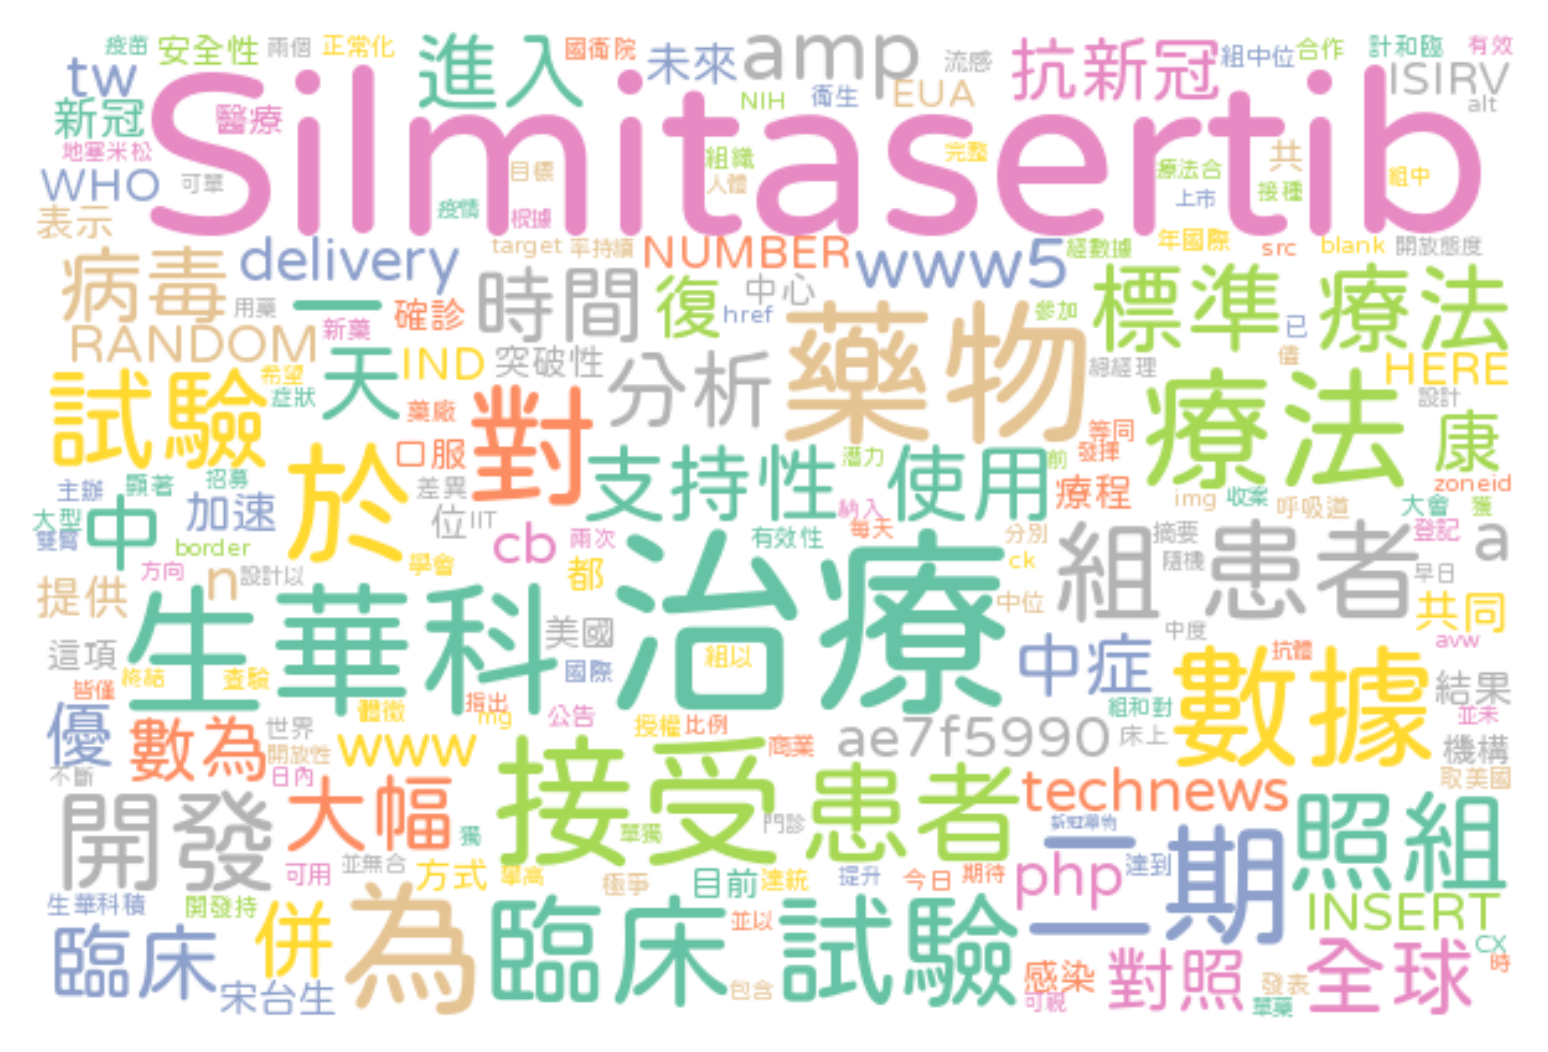 疫苗 安全性 兩個 正常化 進入 國衛院 未來 amp 流感 抗新冠 組中位 合作 計和臨 有效
tw ISIRV
新冠 醫療 Silmitasertib NIH 衛生 EUA alt
地塞米松 組織 完整 共
WHO 可單 目標 人體 療法合 接種 組中
表示 疫情 根據 上市
病毒 delivery target 率持續 NUMBER www5 經數據 年國際 src blank 開放態度
用藥 一 確診 時間 復 中心 href 藥物 參加 標準 療法 已
RANDOM 新藥 天 IND 突破性 分析 總經理 HERE
試驗 希望 症狀 藥廠 對 療法 設計
於 口服 支持性 潛力 使用 前 等同 發揮 康
主辦 顯著 招募 加速 差異 療程 img 收案 呼吸道 zoneid
大型 雙臂 中 位 IIT 納入 每天 大會 獲
border cb 兩次 有效性 分別 組 摘要 患者 登記 a
提供 方向 n 設計以 學會 都 治療 ck 隨機 早日
生華科 中位 共同
這項 美國 組以 中度 avw
皆僅 終結 查驗 國際 中症 數據 抗體 結果
優 體徵 指出 mg 公告 授權 比例 組和對 並未
數為 世界 www 商業 ae7f5990 床上 機構
不斷 開放性 日內 接受 患者 technews 取美國
開發 大幅 獨 單獨 門診 新冠藥物 二期 照組
可用 並無合 方式 攀高 極爭 目前 達統 提升 今日 期待 php 達到
生華科積 開發持 併 為 臨床試驗 並以 INSERT
臨床 感染 對照 全球 CX 時
宋台生 包含 可視 發表 單藥